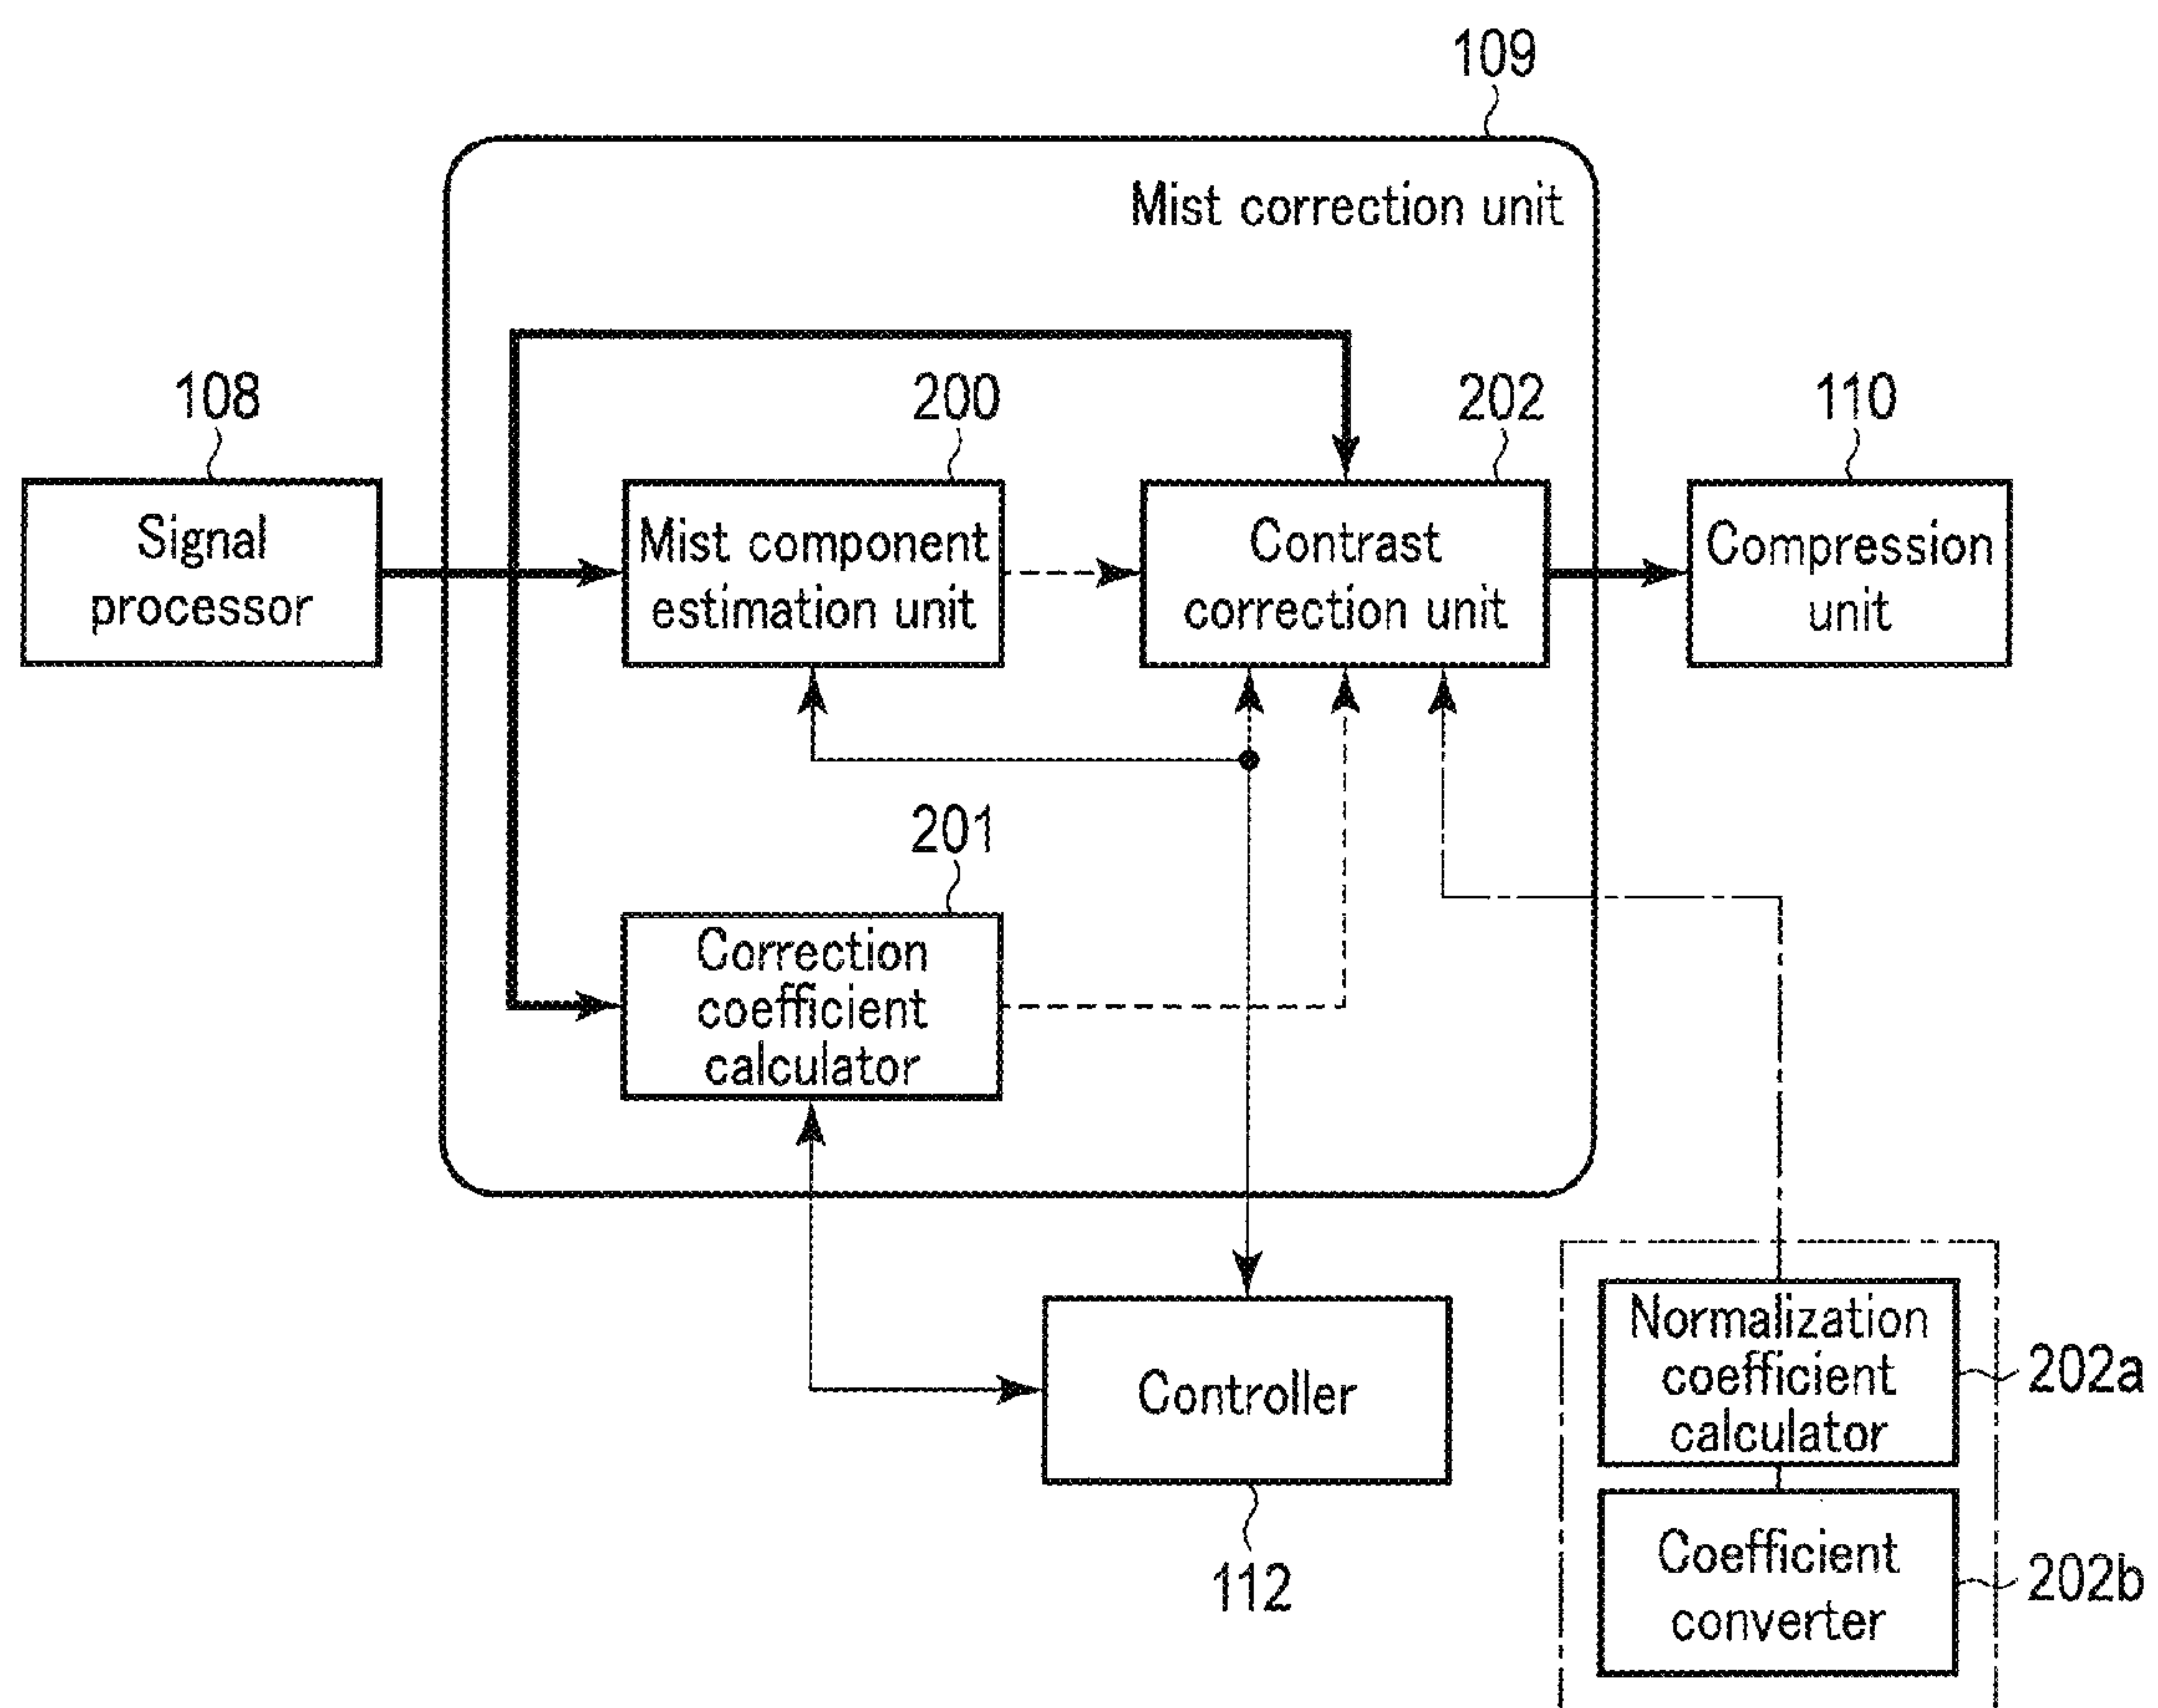 109
Mist correction unit
108
200
202
110
Signal
processor
Mist component
estimation unit
Contrast
correction unit
Compression
unit
201
Correction
coefficient
calculator
Controller
112
Normalization
coefficient
calculator
202a
Coefficient
converter
202b